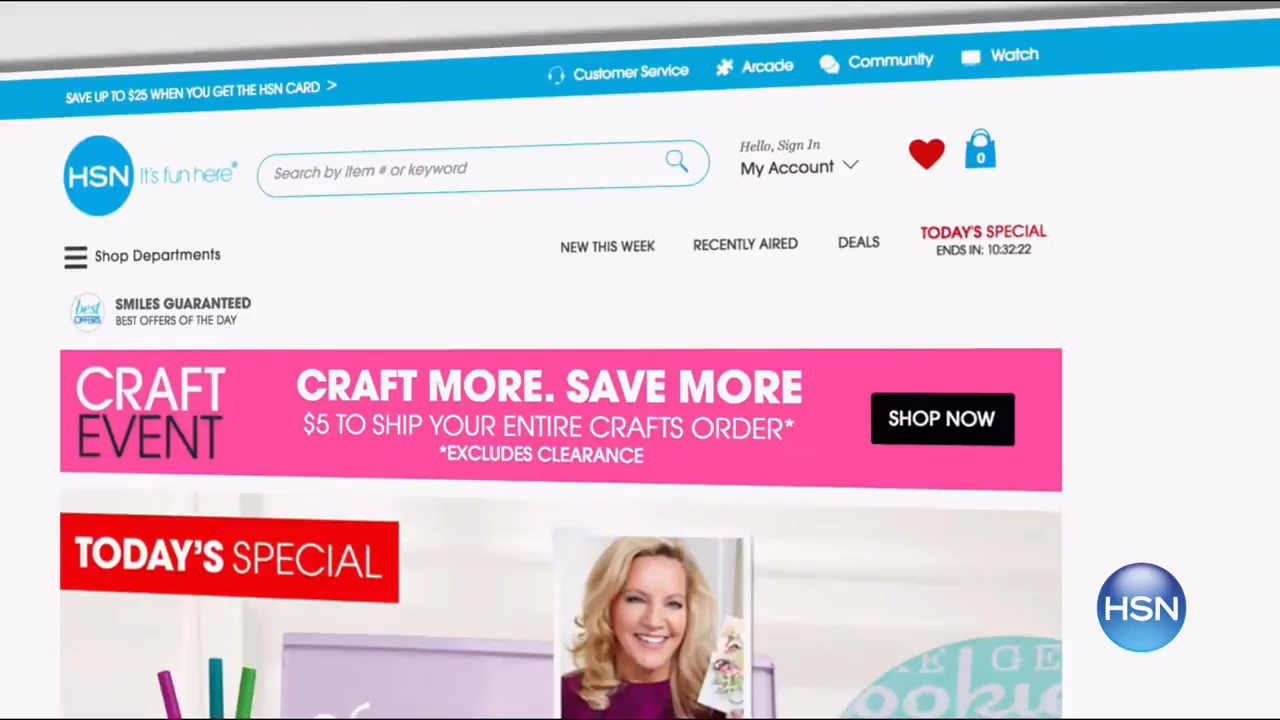 SAVE UP TO $25 WHEN YOU GET THE HSN CARD >
Customer Service
Arcade
Community
Watch
HSN It's fun here®
Search by item # or keyword
Hello, Sign In
My Account
0
Shop Departments
NEW THIS WEEK
RECENTLY AIRED
DEALS
TODAY'S SPECIAL
ENDS IN: 10:32:22
best
OFFERS
SMILES GUARANTEED
BEST OFFERS OF THE DAY
CRAFT
EVENT
CRAFT MORE. SAVE MORE
$5 TO SHIP YOUR ENTIRE CRAFTS ORDER*
*EXCLUDES CLEARANCE
SHOP NOW
TODAY'S SPECIAL
HSN